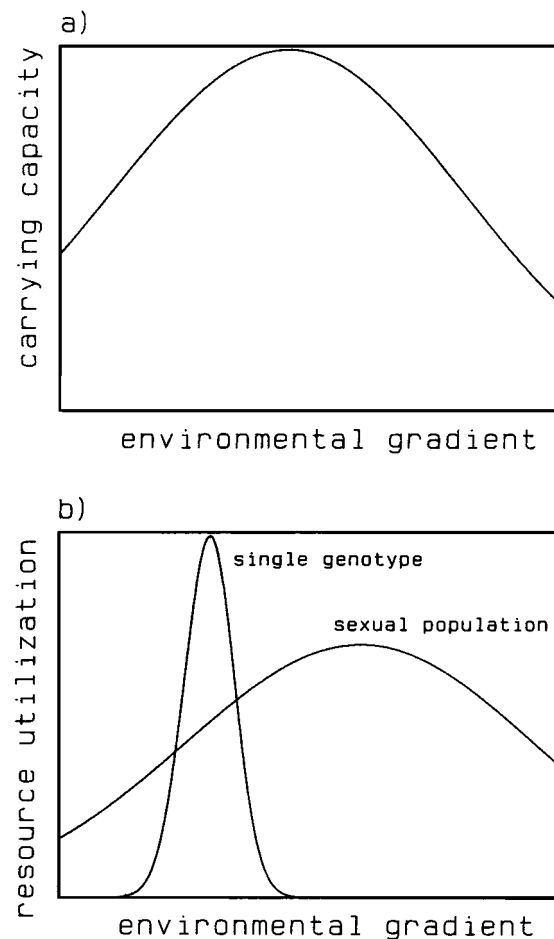 a)
carrying capacity
environmental gradient
b)
resource utilization
single genotype
sexual population
environmental gradient